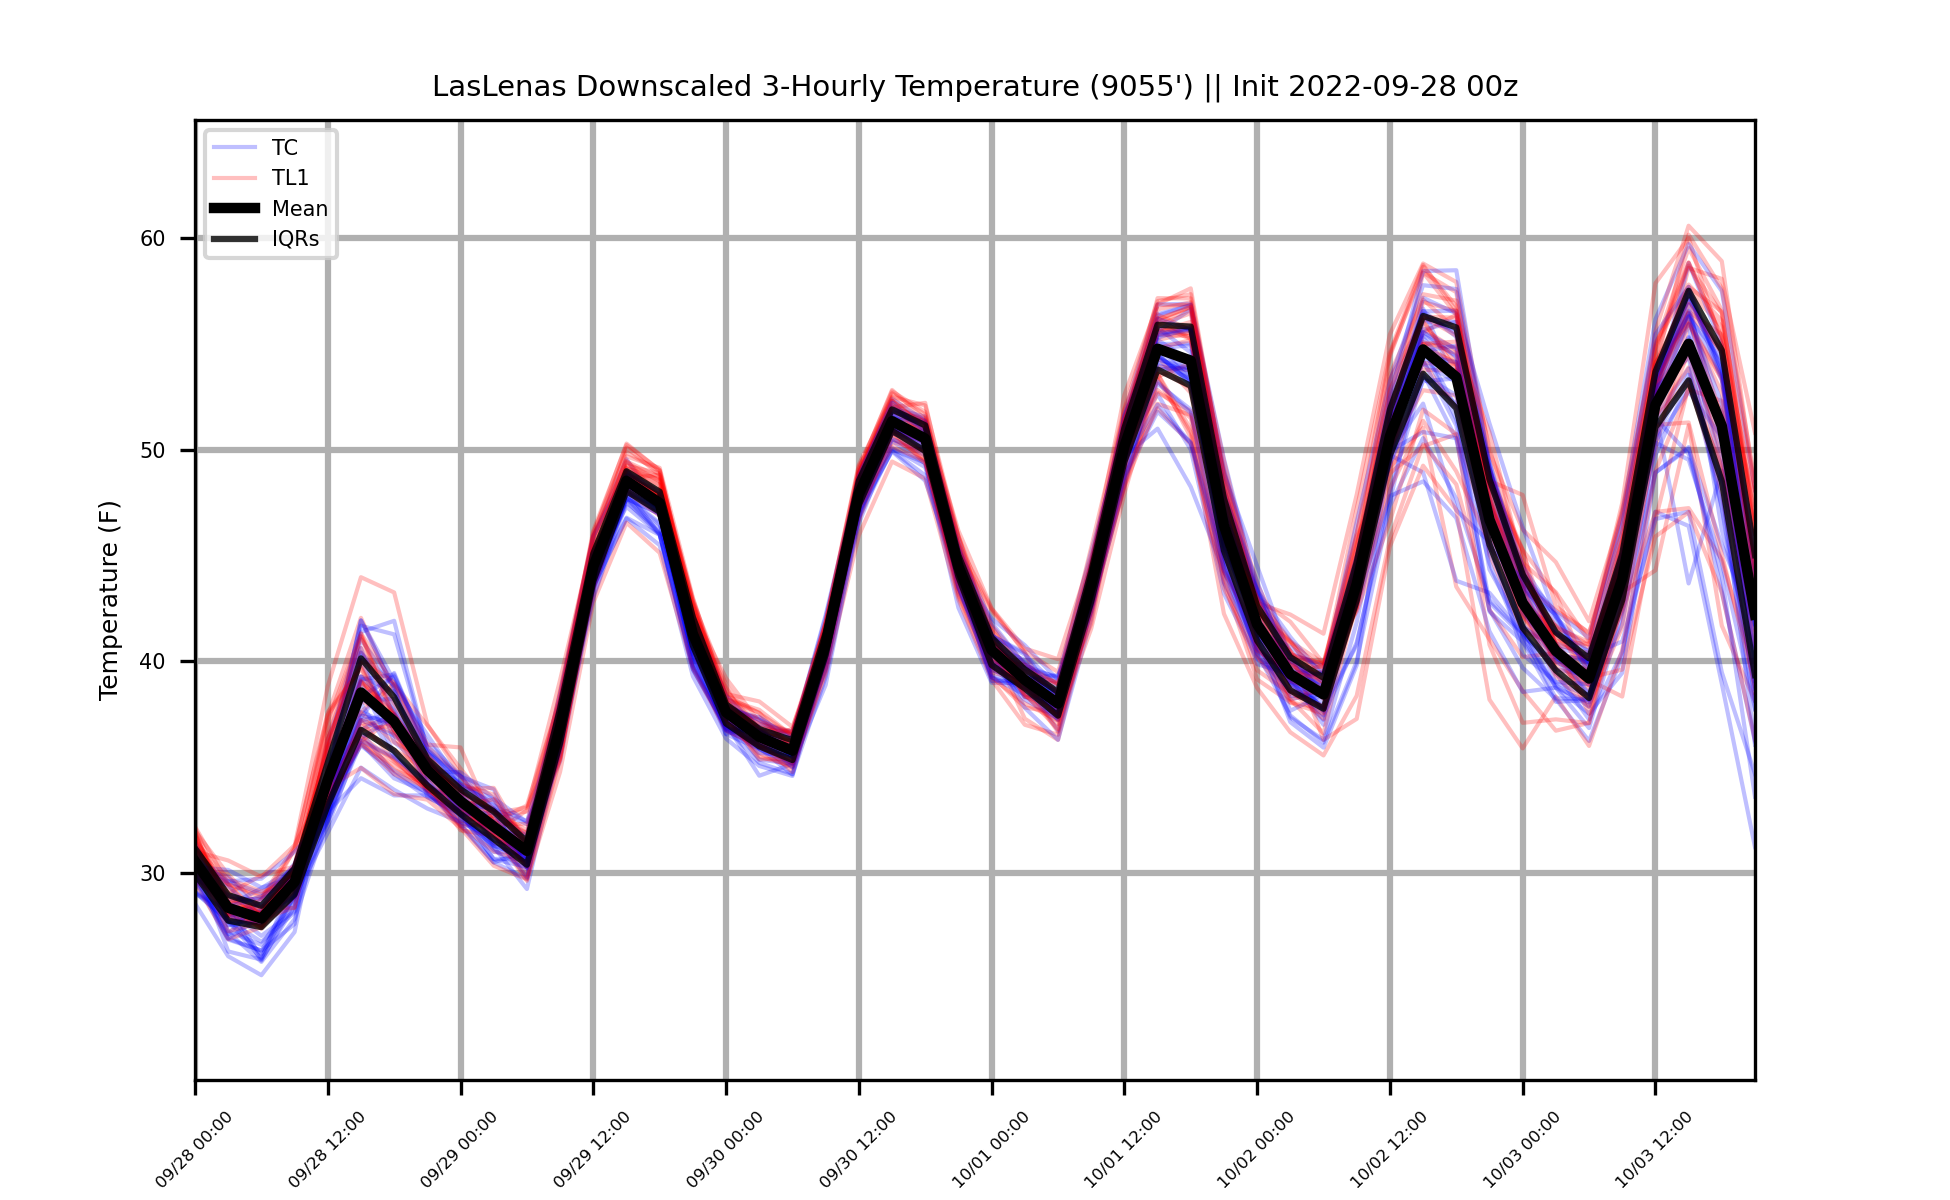 LasLenas Downscaled 3-Hourly Temperature (9055') || Init 2022-09-28 00z
TC
TL1
Mean
IQRs
Temperature (F)
60
50
40
30
09/28 00:00
09/28 12:00
09/29 00:00
09/29 12:00
09/30 00:00
09/30 12:00
10/01 00:00
10/01 12:00
10/02 00:00
10/02 12:00
10/03 00:00
10/03 12:00